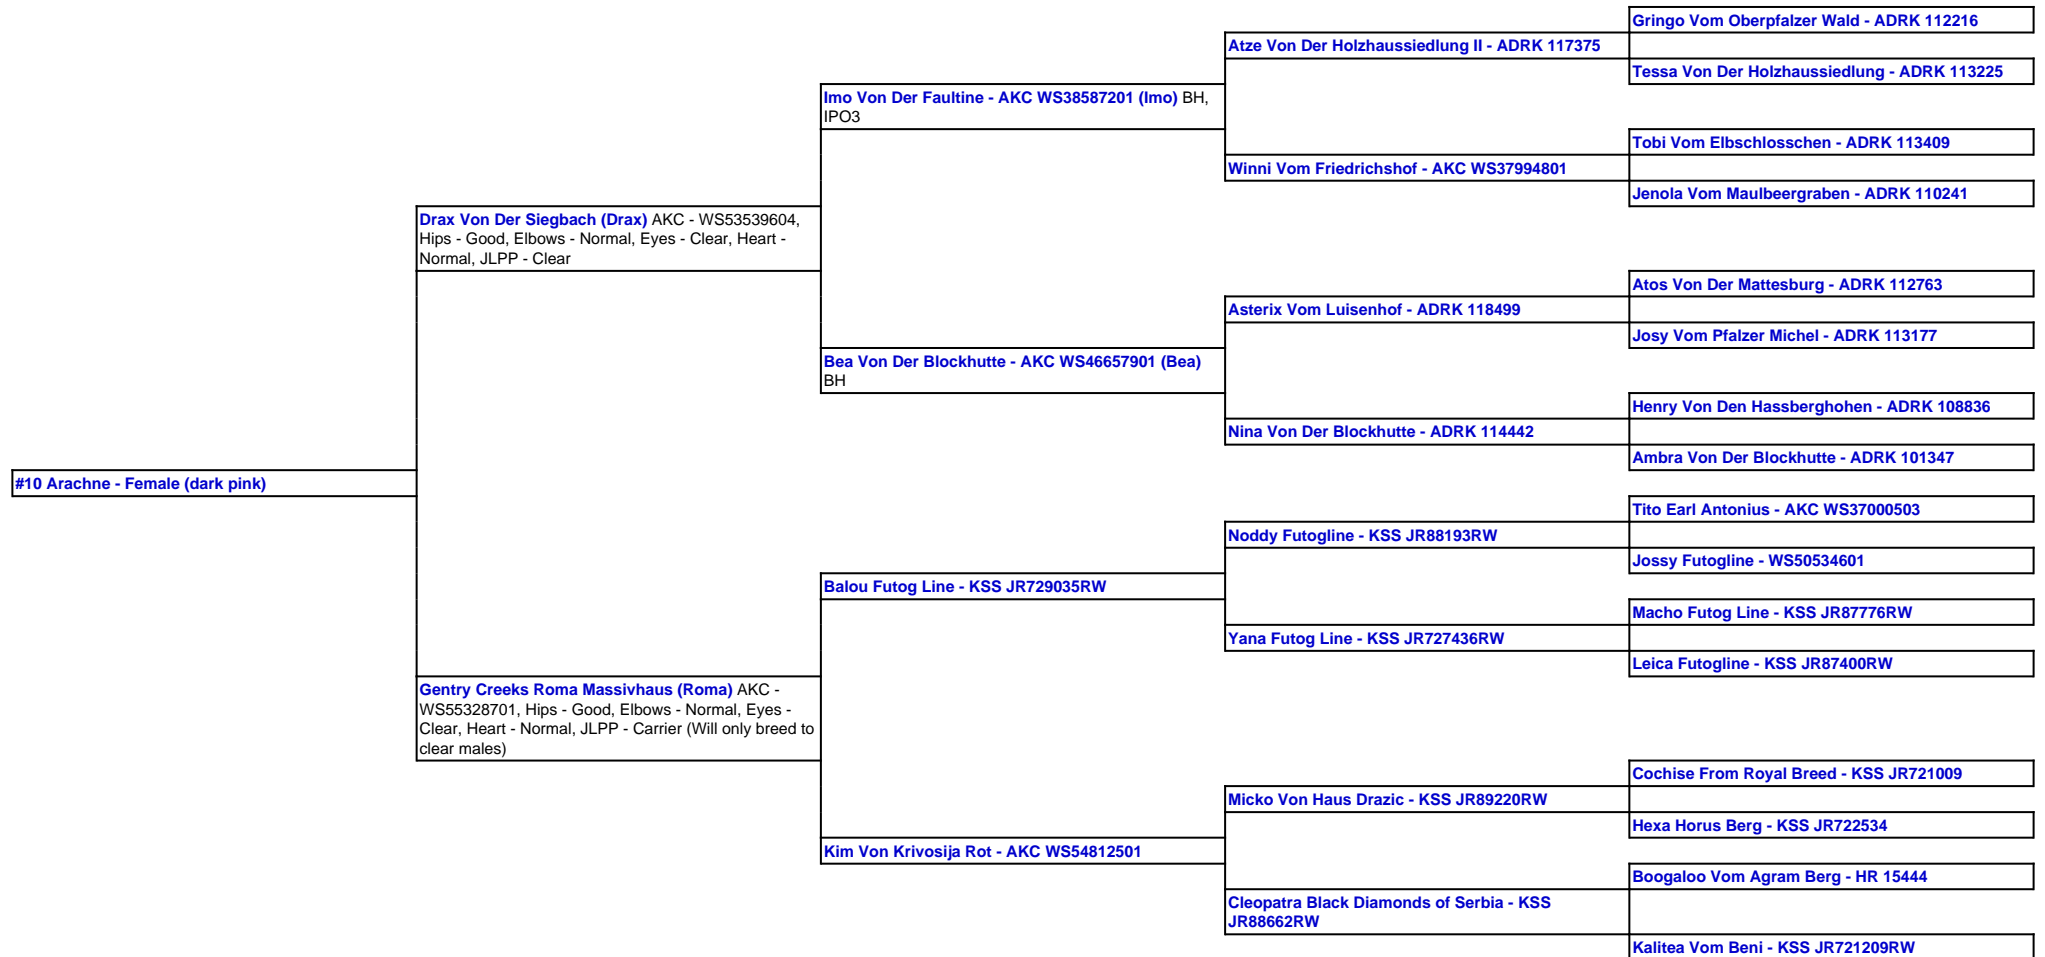 Gringo Vom Oberpfalzer Wald - ADRK 112216
Atze Von Der Holzhaussiedlung II - ADRK 117375
Tessa Von Der Holzhaussiedlung - ADRK 113225
Imo Von Der Faultine - AKC WS38587201 (Imo) BH,
IPO3
Tobi Vom Elbschlosschen - ADRK 113409
Winni Vom Friedrichshof - AKC WS37994801
Jenola Vom Maulbeergraben - ADRK 110241
Drax Von Der Siegbach (Drax) AKC - WS53539604,
Hips - Good, Elbows - Normal, Eyes - Clear, Heart -
Normal, JLPP - Clear
Atos Von Der Mattesburg - ADRK 112763
Asterix Vom Luisenhof - ADRK 118499
Josy Vom Pfalzer Michel - ADRK 113177
Bea Von Der Blockhutte - AKC WS46657901 (Bea)
BH
Henry Von Den Hassberghohen - ADRK 108836
Nina Von Der Blockhutte - ADRK 114442
Ambra Von Der Blockhutte - ADRK 101347
#10 Arachne - Female (dark pink)
Tito Earl Antonius - AKC WS37000503
Noddy Futogline - KSS JR88193RW
Jossy Futogline - WS50534601
Balou Futog Line - KSS JR729035RW
Macho Futog Line - KSS JR87776RW
Yana Futog Line - KSS JR727436RW
Leica Futogline - KSS JR87400RW
Gentry Creeks Roma Massivhaus (Roma) AKC -
WS55328701, Hips - Good, Elbows - Normal, Eyes -
Clear, Heart - Normal, JLPP - Carrier (Will only breed to
clear males)
Cochise From Royal Breed - KSS JR721009
Micko Von Haus Drazic - KSS JR89220RW
Hexa Horus Berg - KSS JR722534
Kim Von Krivosija Rot - AKC WS54812501
Boogaloo Vom Agram Berg - HR 15444
Cleopatra Black Diamonds of Serbia - KSS
JR88662RW
Kalitea Vom Beni - KSS JR721209RW